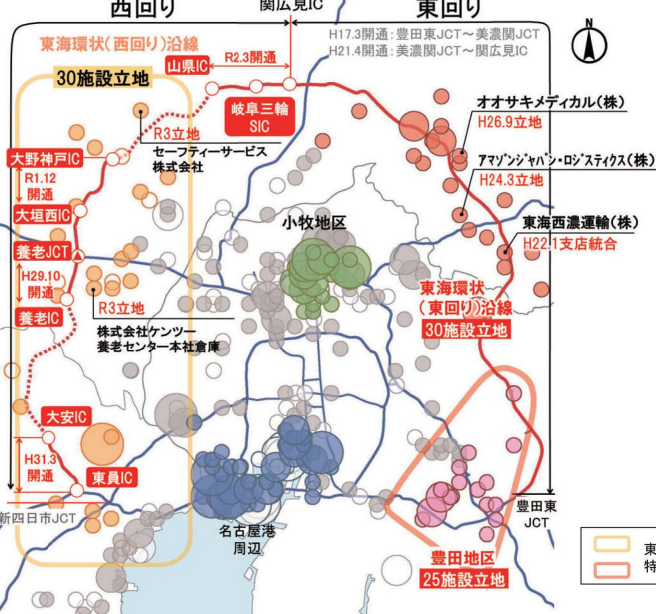 西回り
関広見IC
東回り
H17.3開通：豊田東JCT～美濃関JCT
H21.4開通：美濃関JCT～関広見IC
N
東海環状（西回り）沿線
30施設立地
山県IC
R2.3開通
岐阜三輪
SIC
オオサキメディカル（株）
H26.9立地
R3立地
セーフティーサービス
株式会社
大野神戸IC
R1.12
開通
アマゾンジャパン・ロジスティクス（株）
H24.3立地
大垣西IC
小牧地区
東海西濃運輸（株）
H22.1支店統合
養老JCT
H29.10
開通
養老IC
R3立地
株式会社ケンツー
養老センター本社倉庫
東海環状
（東回り）沿線
30施設立地
大安IC
H31.3
開通
東員IC
新四日市JCT
名古屋港
周辺
豊田東
JCT
豊田地区
25施設立地
東
特